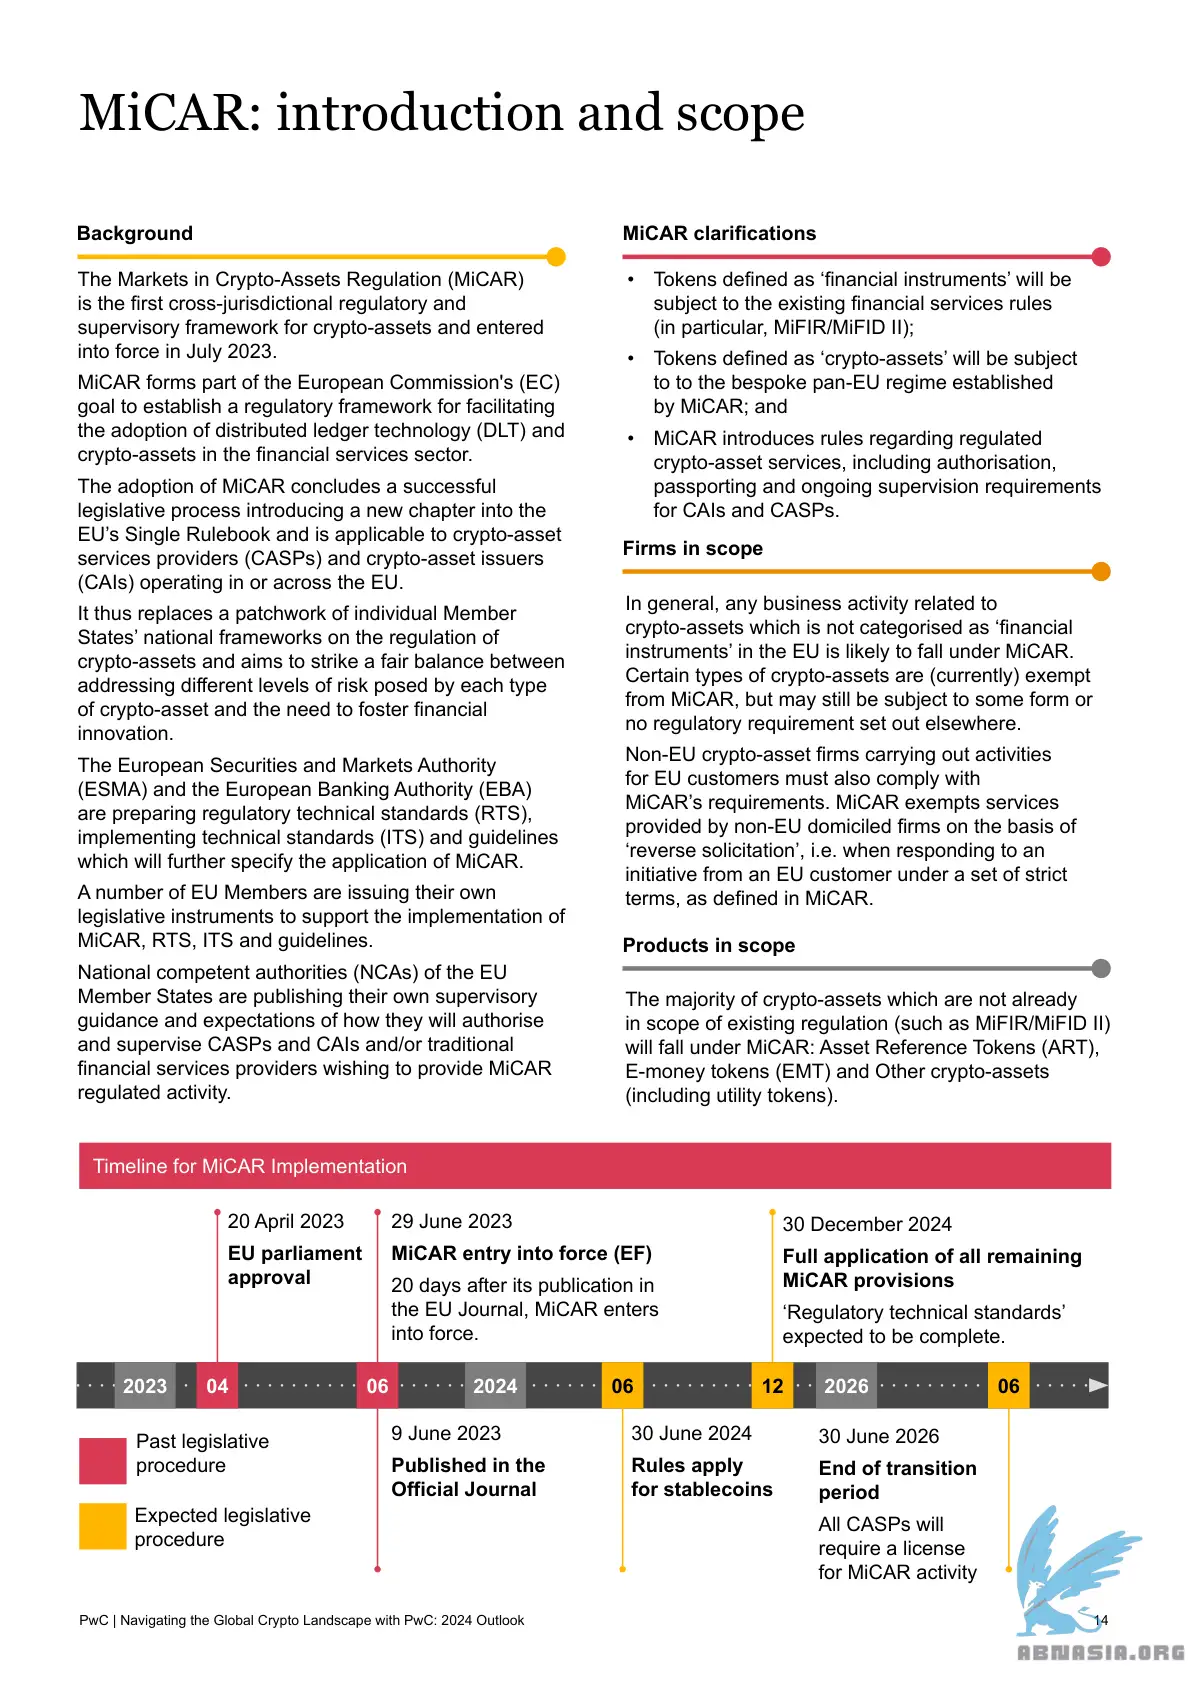 MiCAR: introduction and scope
Background
The Markets in Crypto-Assets Regulation (MiCAR)
is the first cross-jurisdictional regulatory and
supervisory framework for crypto-assets and entered
into force in July 2023.
MiCAR forms part of the European Commission's (EC)
goal to establish a regulatory framework for facilitating
the adoption of distributed ledger technology (DLT) and
crypto-assets in the financial services sector.
The adoption of MiCAR concludes a successful
legislative process introducing a new chapter into the
EU’s Single Rulebook and is applicable to crypto-asset
services providers (CASPs) and crypto-asset issuers
(CAIs) operating in or across the EU.
It thus replaces a patchwork of individual Member
States’ national frameworks on the regulation of
crypto-assets and aims to strike a fair balance between
addressing different levels of risk posed by each type
of crypto-asset and the need to foster financial
innovation.
The European Securities and Markets Authority
(ESMA) and the European Banking Authority (EBA)
are preparing regulatory technical standards (RTS),
implementing technical standards (ITS) and guidelines
which will further specify the application of MiCAR.
A number of EU Members are issuing their own
legislative instruments to support the implementation of
MiCAR, RTS, ITS and guidelines.
National competent authorities (NCAs) of the EU
Member States are publishing their own supervisory
guidance and expectations of how they will authorise
and supervise CASPs and CAIs and/or traditional
financial services providers wishing to provide MiCAR
regulated activity.
MiCAR clarifications
• Tokens defined as ‘financial instruments’ will be
subject to the existing financial services rules
(in particular, MiFIR/MiFID II);
• Tokens defined as ‘crypto-assets’ will be subject
to to the bespoke pan-EU regime established
by MiCAR; and
• MiCAR introduces rules regarding regulated
crypto-asset services, including authorisation,
passporting and ongoing supervision requirements
for CAIs and CASPs.
Firms in scope
In general, any business activity related to
crypto-assets which is not categorised as ‘financial
instruments’ in the EU is likely to fall under MiCAR.
Certain types of crypto-assets are (currently) exempt
from MiCAR, but may still be subject to some form or
no regulatory requirement set out elsewhere.
Non-EU crypto-asset firms carrying out activities
for EU customers must also comply with
MiCAR’s requirements. MiCAR exempts services
provided by non-EU domiciled firms on the basis of
‘reverse solicitation’, i.e. when responding to an
initiative from an EU customer under a set of strict
terms, as defined in MiCAR.
Products in scope
The majority of crypto-assets which are not already
in scope of existing regulation (such as MiFIR/MiFID II)
will fall under MiCAR: Asset Reference Tokens (ART),
E-money tokens (EMT) and Other crypto-assets
(including utility tokens).
Timeline for MiCAR Implementation
20 April 2023
EU parliament
approval
29 June 2023
MiCAR entry into force (EF)
20 days after its publication in
the EU Journal, MiCAR enters
into force.
30 December 2024
Full application of all remaining
MiCAR provisions
‘Regulatory technical standards’
expected to be complete.
2023 04 06 2024 06 12 2026 06
Past legislative
procedure
Expected legislative
procedure
9 June 2023
Published in the
Official Journal
30 June 2024
Rules apply
for stablecoins
30 June 2026
End of transition
period
All CASPs will
require a license
for MiCAR activity
PwC | Navigating the Global Crypto Landscape with PwC: 2024 Outlook
14
ABNASIA.ORG